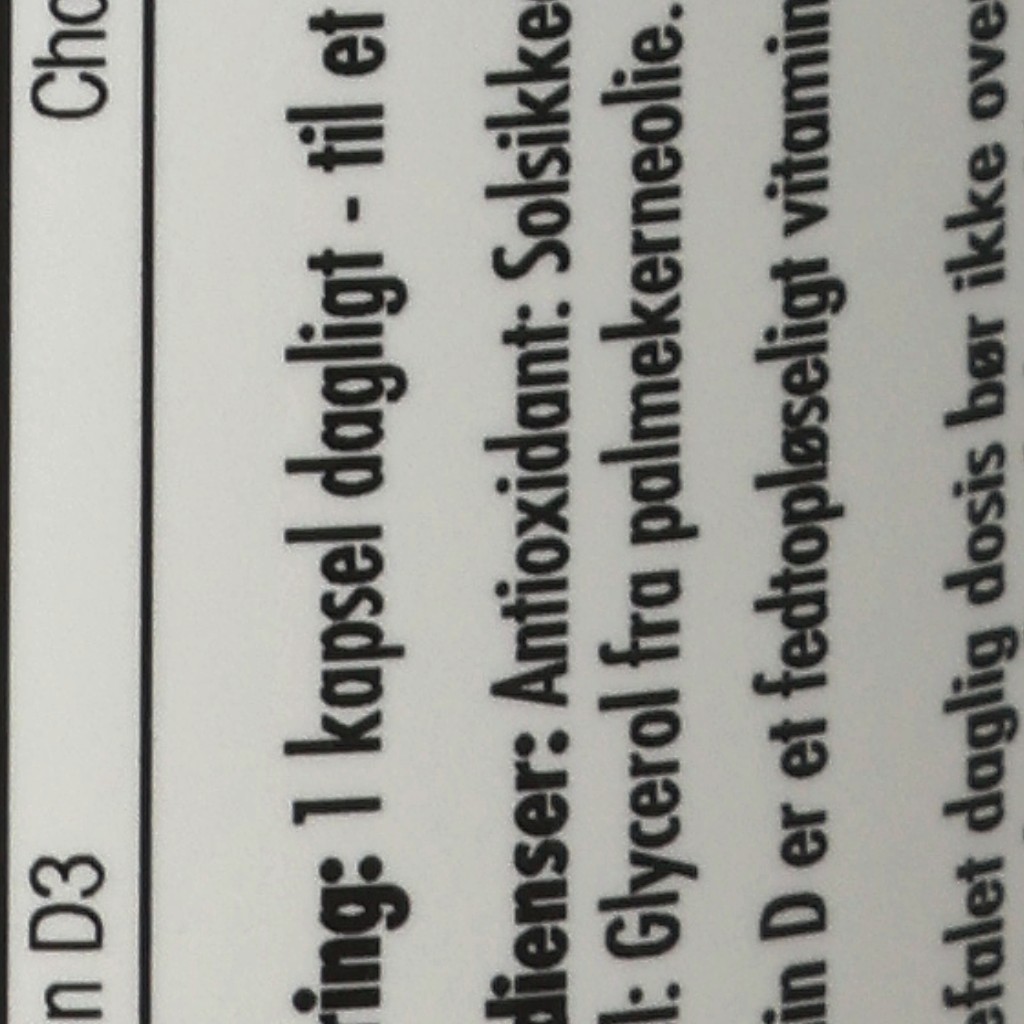 n D3 Cho
ring: 1 kapsel dagligt - til et
dienser: Antioxidant: Solsikke
l: Glycerol fra palmekerneolie.
in D er et fedtopløseligt vitamin
efalet daglig dosis bør ikke over